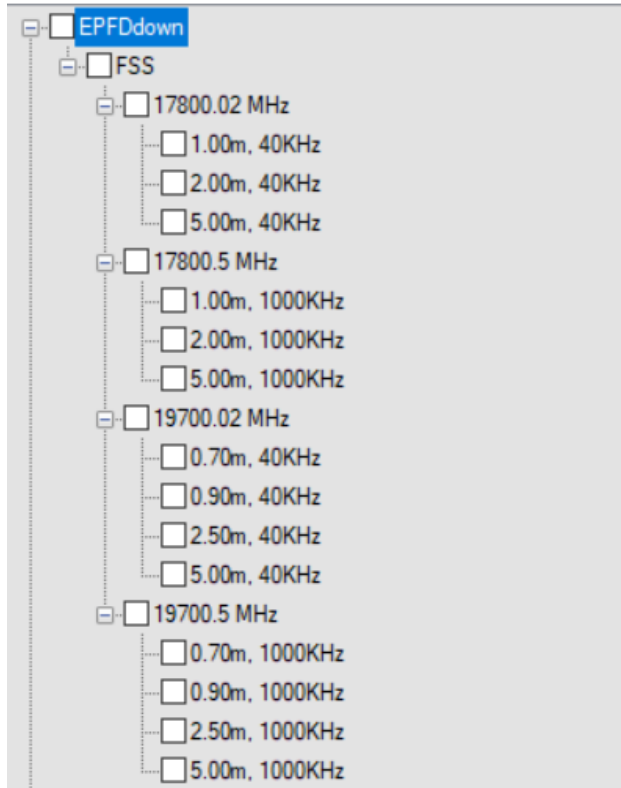 EPFDdown
FSS
17800.02 MHz
1.00m, 40KHz
2.00m, 40KHz
5.00m, 40KHz
17800.5 MHz
1.00m, 1000KHz
2.00m, 1000KHz
5.00m, 1000KHz
19700.02 MHz
0.70m, 40KHz
0.90m, 40KHz
2.50m, 40KHz
5.00m, 40KHz
19700.5 MHz
0.70m, 1000KHz
0.90m, 1000KHz
2.50m, 1000KHz
5.00m, 1000KHz